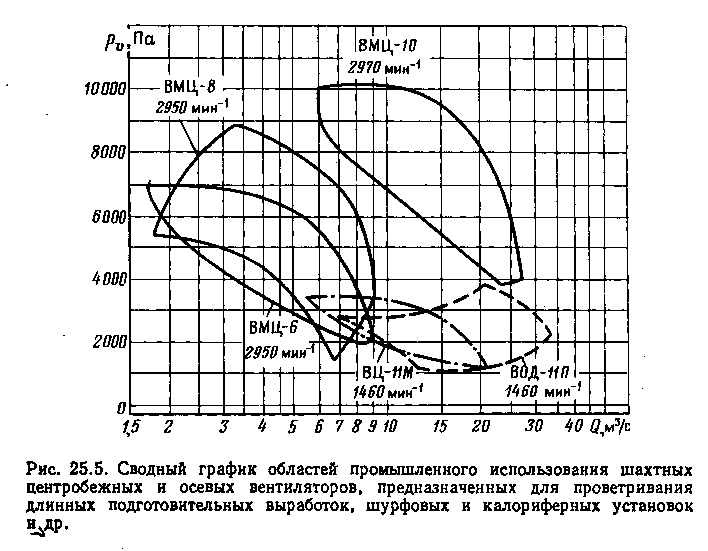 pᵥ, Па
ВМЦ-10
2970 мин⁻¹
10000
ВМЦ-8
2950 мин⁻¹
8000
6000
4000
ВМЦ-6
2950 мин⁻¹
2000
ВЦ-11М
1460 мин⁻¹
ВОД-11П
1460 мин⁻¹
0
1,5 2 3 4 5 6 7 8 9 10 15 20 30 40 Q, м³/с
Рис. 25.5. Сводный график областей промышленного использования шахтных
центробежных и осевых вентиляторов, предназначенных для проветривания
длинных подготовительных выработок, шурфовых и калориферных установок
и др.